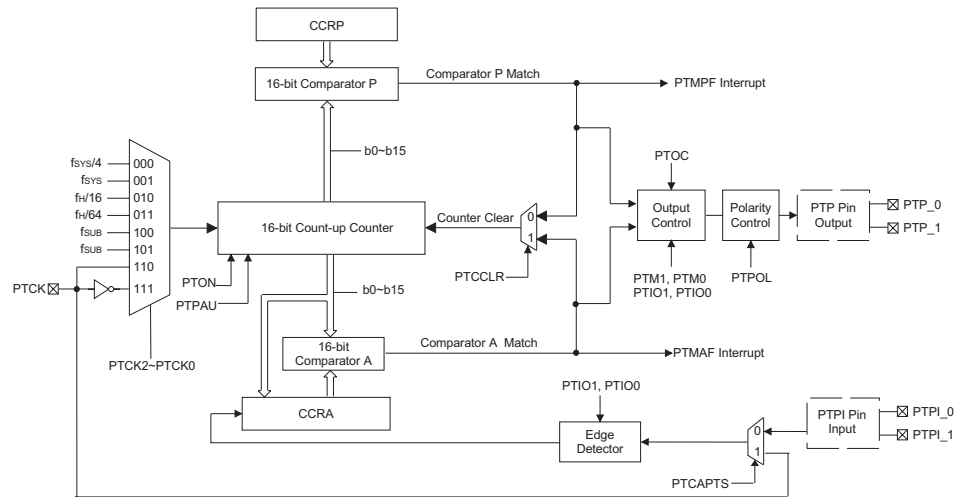 CCRP
16-bit Comparator P
Comparator P Match
PTMPF Interrupt
b0~b15
PTOC
fSYS/4
000
fSYS
001
fH/16
010
fH/64
011
fSUB
100
fSUB
101
110
111
PTCK
PTCK2~PTCK0
16-bit Count-up Counter
PTON
PTPAU
Counter Clear
0
1
PTCCLR
Output
Control
PTM1, PTM0
PTIO1, PTIO0
Polarity
Control
PTPOL
PTP Pin
Output
PTP_0
PTP_1
b0~b15
16-bit
Comparator A
Comparator A Match
PTMAF Interrupt
CCRA
PTIO1, PTIO0
Edge
Detector
0
1
PTCAPTS
PTPI Pin
Input
PTPI_0
PTPI_1